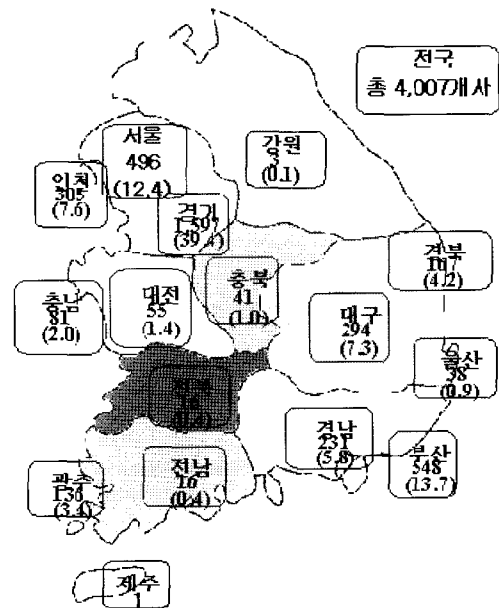 전국
총 4,007개사
서울
496
(12.4)
강원
3
(0.1)
인천
305
(7.6)
경기
(39.4)
경북
167
(4.2)
충북
41
(1.0)
대전
55
(1.4)
충남
81
(2.0)
대구
294
(7.3)
울산
38
(0.9)
경남
231
(5.8)
부산
548
(13.7)
전남
16
(0.4)
광주
136
(3.4)
제주
1